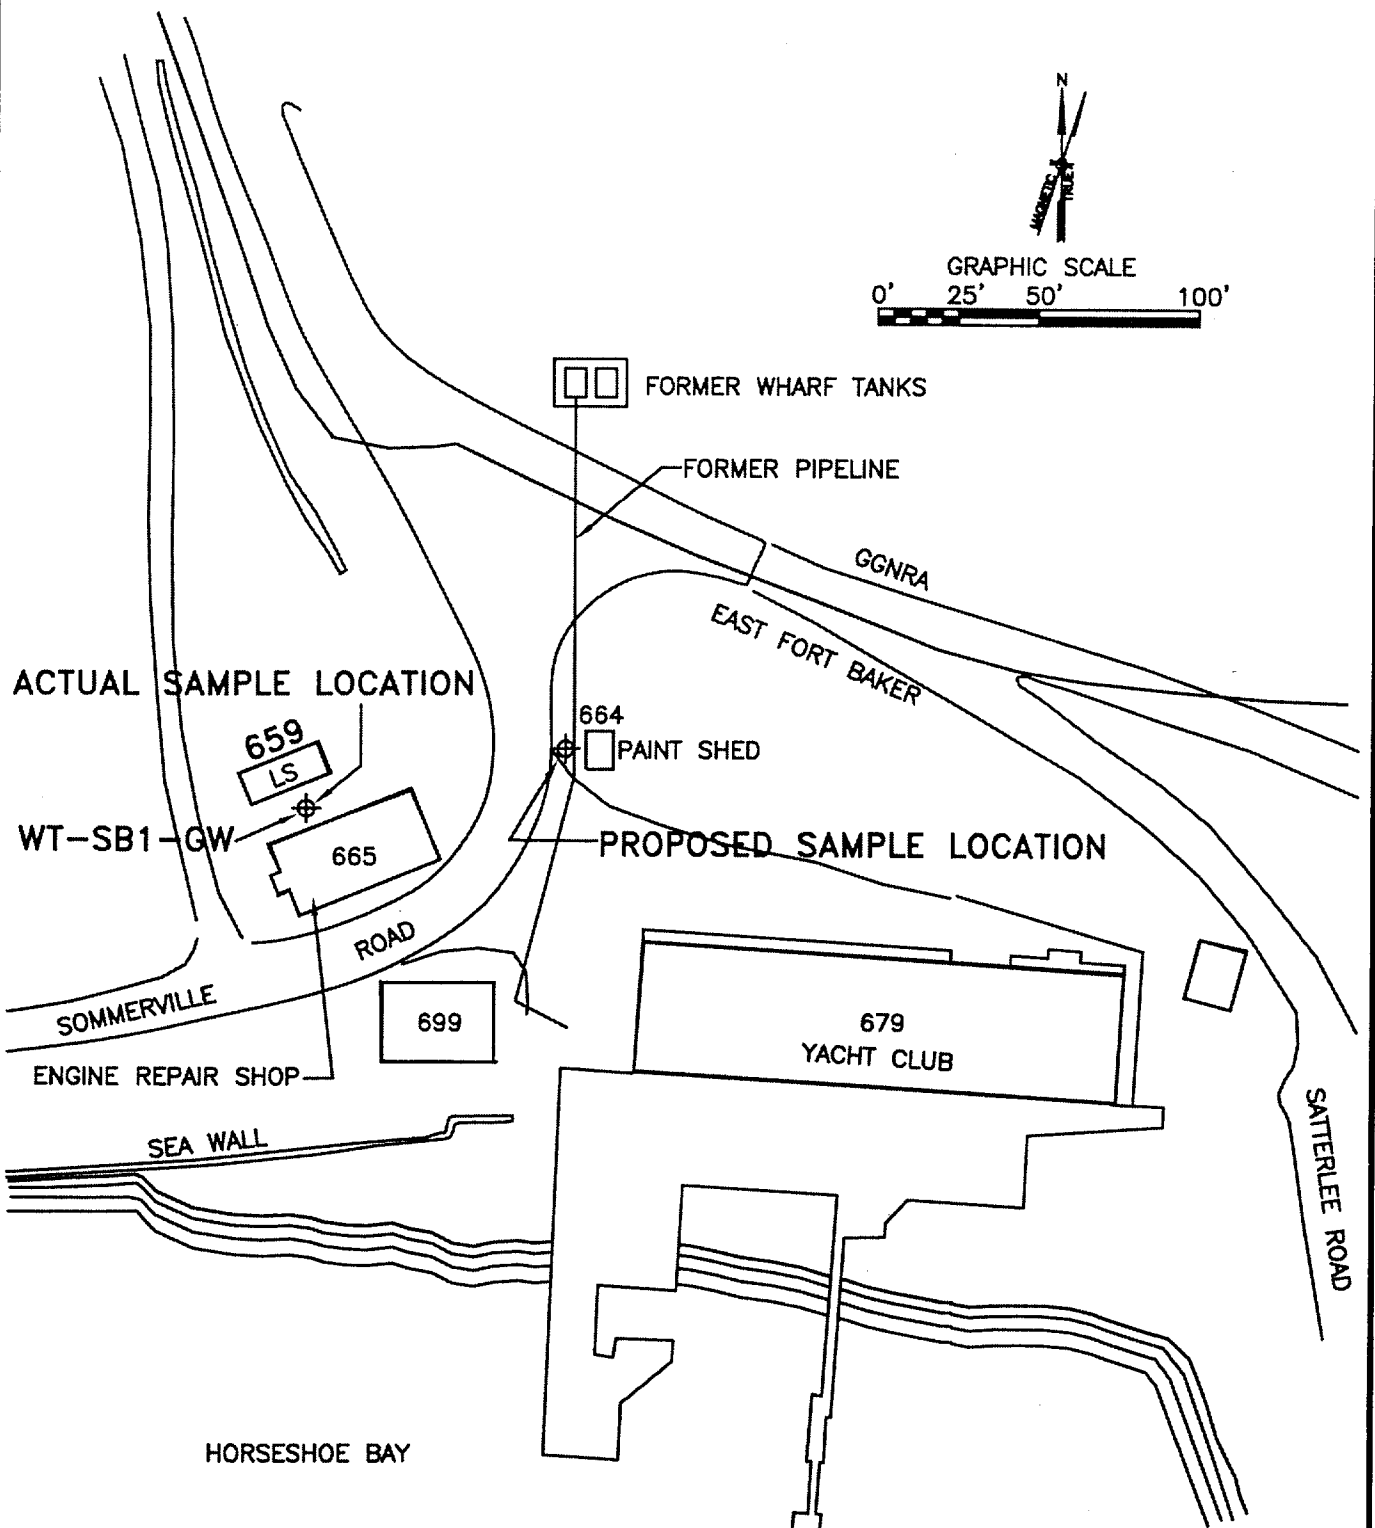 N
MAGNETIC
TRUE
GRAPHIC SCALE
0' 25' 50' 100'
FORMER WHARF TANKS
FORMER PIPELINE
GGNRA
EAST FORT BAKER
ACTUAL SAMPLE LOCATION
659
LS
664
PAINT SHED
WT-SB1-GW
665
PROPOSED SAMPLE LOCATION
ROAD
SOMMERVILLE
699
679
YACHT CLUB
ENGINE REPAIR SHOP
SEA WALL
SATTERLEE ROAD
HORSESHOE BAY